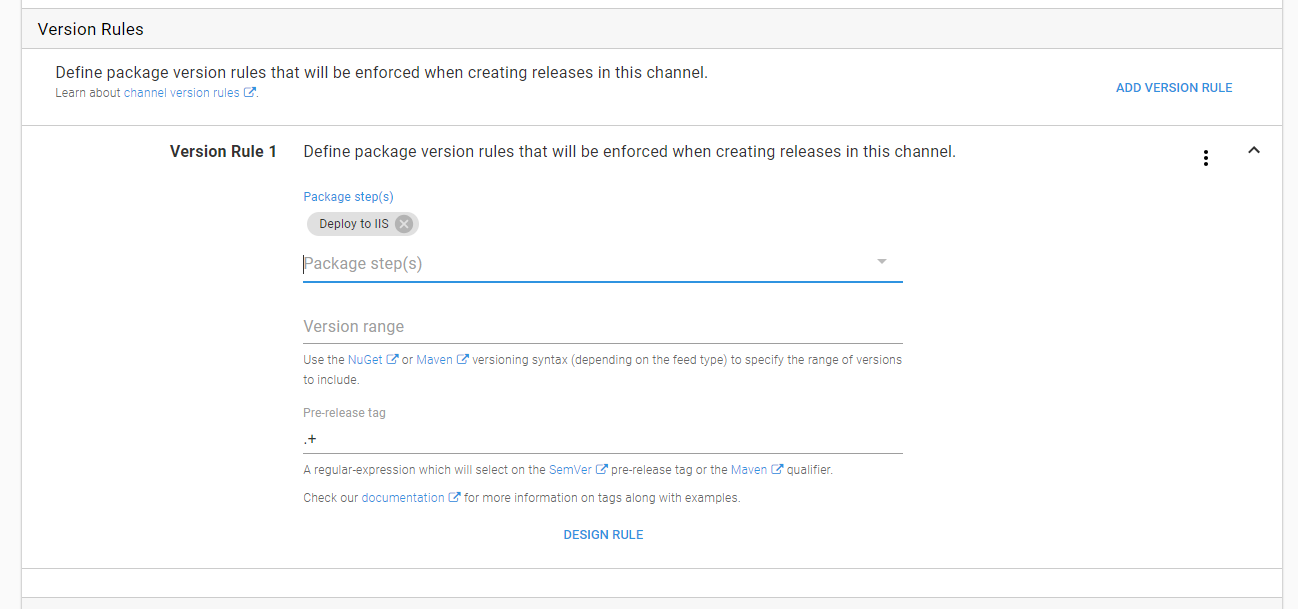 Version Rules
Define package version rules that will be enforced when creating releases in this channel.
Learn about channel version rules.
ADD VERSION RULE
Version Rule 1
Define package version rules that will be enforced when creating releases in this channel.
Package step(s)
Deploy to IIS
Package step(s)
Version range
Use the NuGet or Maven versioning syntax (depending on the feed type) to specify the range of versions
to include.
Pre-release tag
.+
A regular-expression which will select on the SemVer pre-release tag or the Maven qualifier.
Check our documentation for more information on tags along with examples.
DESIGN RULE